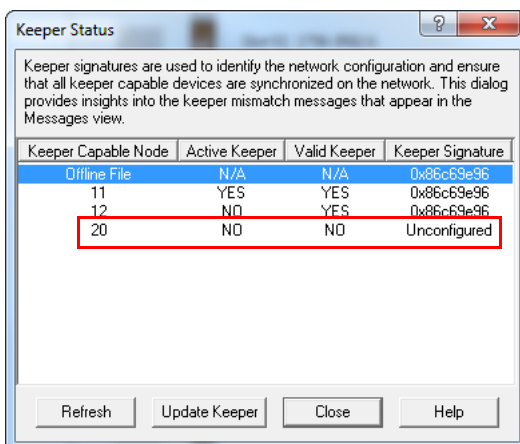 Keeper Status
Keeper signatures are used to identify the network configuration and ensure
that all keeper capable devices are synchronized on the network. This dialog
provides insights into the keeper mismatch messages that appear in the
Messages view.
Keeper Capable Node Active Keeper Valid Keeper Keeper Signature
Offline File N/A N/A 0x86c69e96
11 YES YES 0x86c69e96
12 NO YES 0x86c69e96
20 NO NO Unconfigured
Refresh Update Keeper Close Help